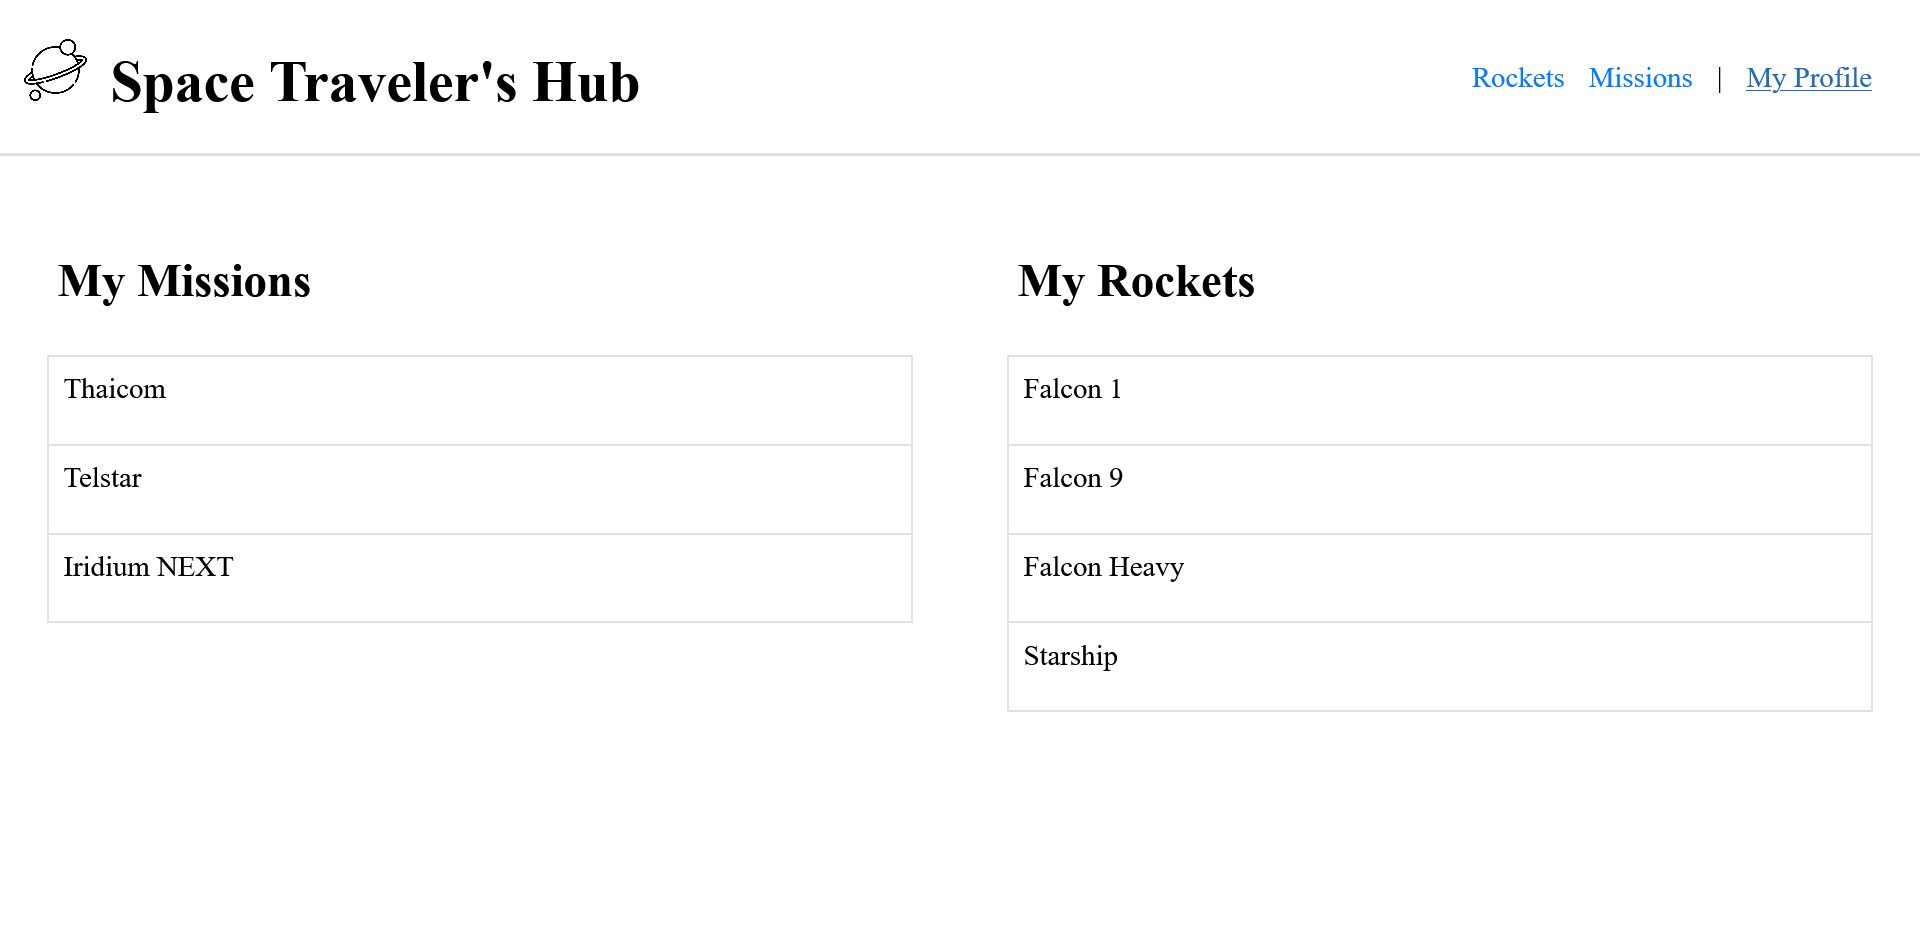 Space Traveler's Hub
Rockets Missions | My Profile
My Missions
Thaicom
Telstar
Iridium NEXT
My Rockets
Falcon 1
Falcon 9
Falcon Heavy
Starship